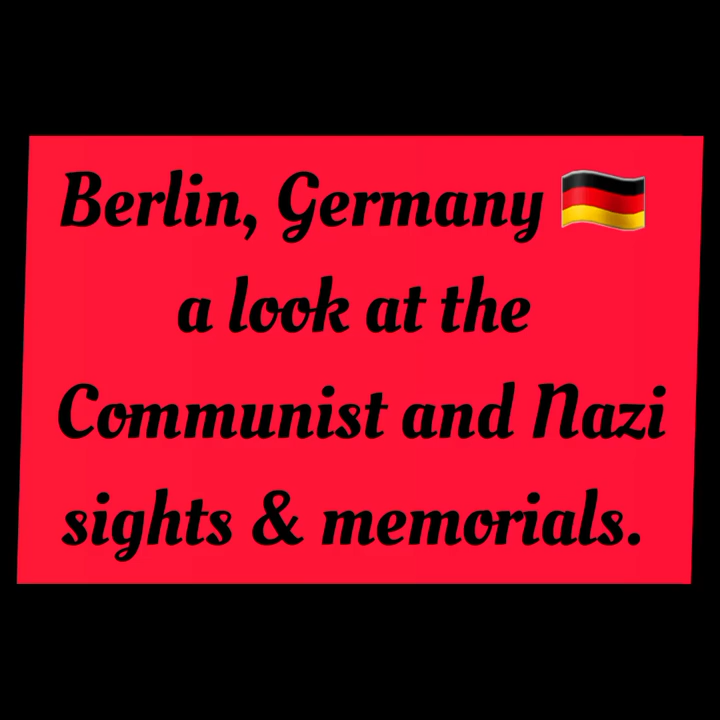 Berlin, Germany 🇩🇪
a look at the
Communist and Nazi
sights & memorials.